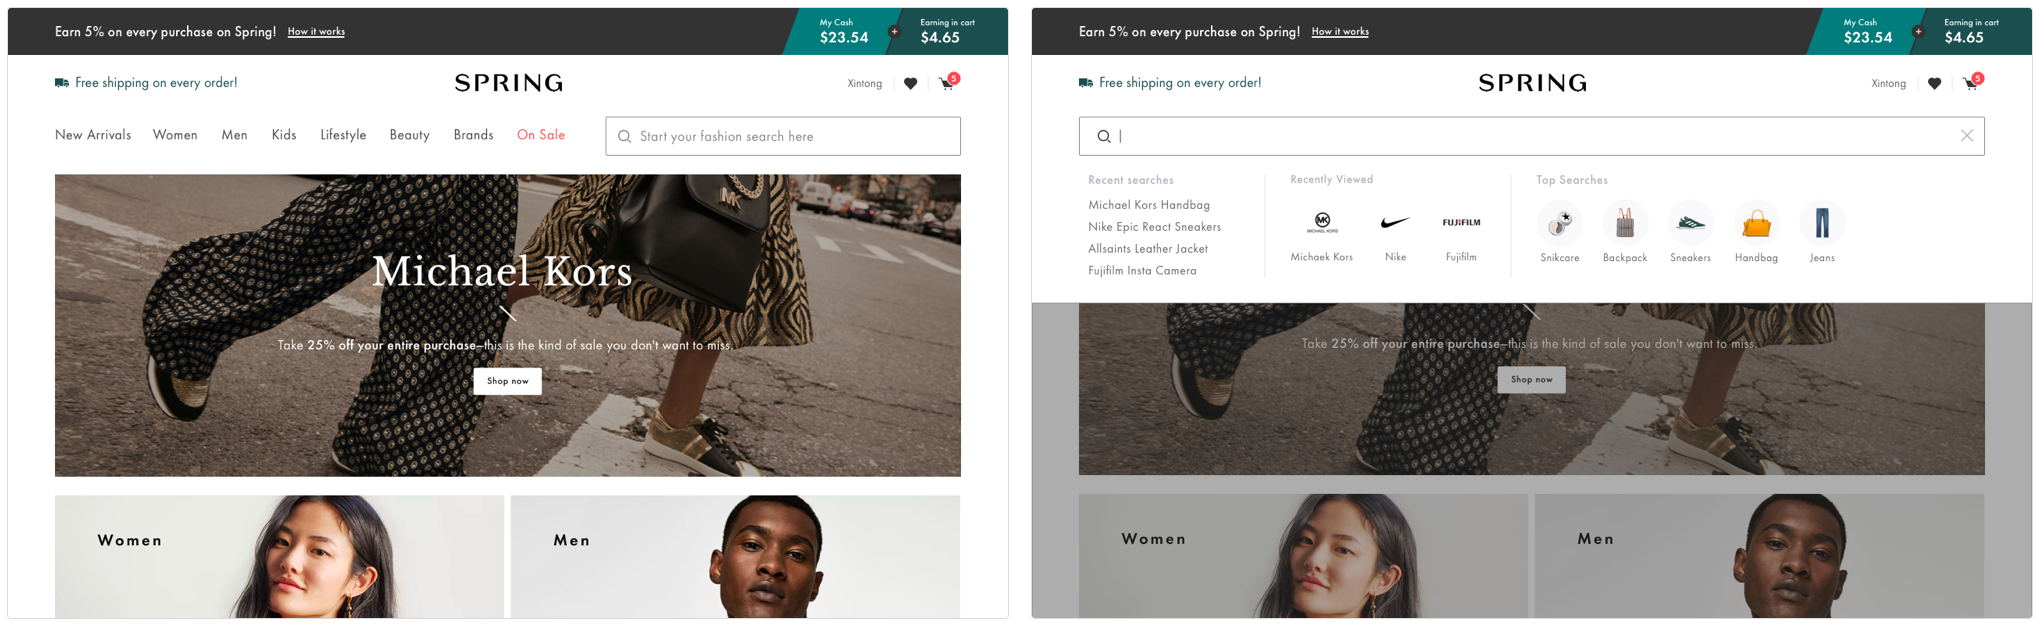 Earn 5% on every purchase on Spring! How it works
My Cash
$23.54
+
Earning in cart
$4.65
Free shipping on every order!
SPRING
Xintong
5
New Arrivals Women Men Kids Lifestyle Beauty Brands On Sale
Start your fashion search here
MK
Michael Kors
Take 25% off your entire purchase–this is the kind of sale you don't want to miss.
Shop now
Women
Men
Earn 5% on every purchase on Spring! How it works
My Cash
$23.54
+
Earning in cart
$4.65
Free shipping on every order!
SPRING
Xintong
5
Recent searches
Michael Kors Handbag
Nike Epic React Sneakers
Allsaints Leather Jacket
Fujifilm Insta Camera
Recently Viewed
MK
MICHAEL KORS
FUJIFILM
Michael Kors
Nike
Fujifilm
Top Searches
Snikcare
Backpack
Sneakers
Handbag
Jeans
Take 25% off your entire purchase–this is the kind of sale you don't want to miss.
Shop now
Women
Men